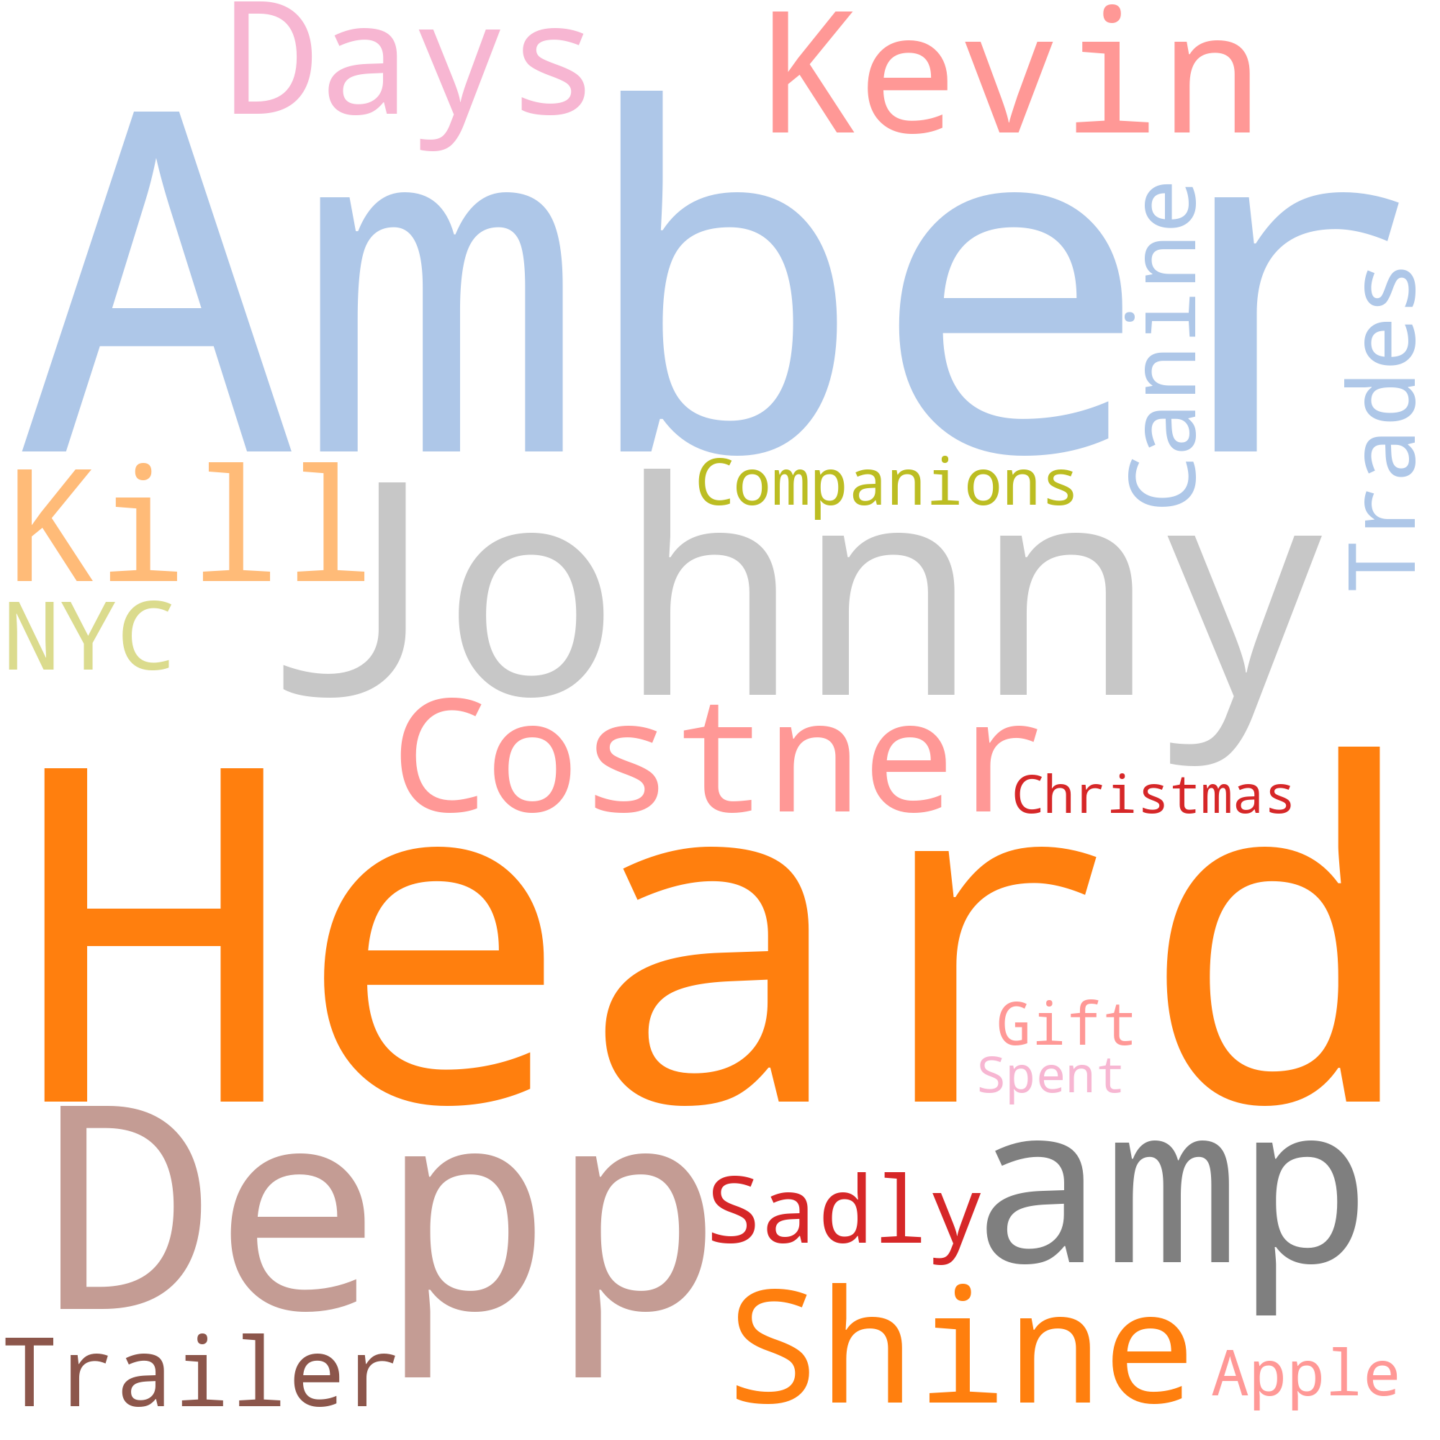 Days
Kevin
Amber
Canine
Trades
Companions
Kill
Johnny
NYC
Costner
Christmas
Heard
Gift
Spent
Depp
amp
Sadly
Shine
Trailer
Apple